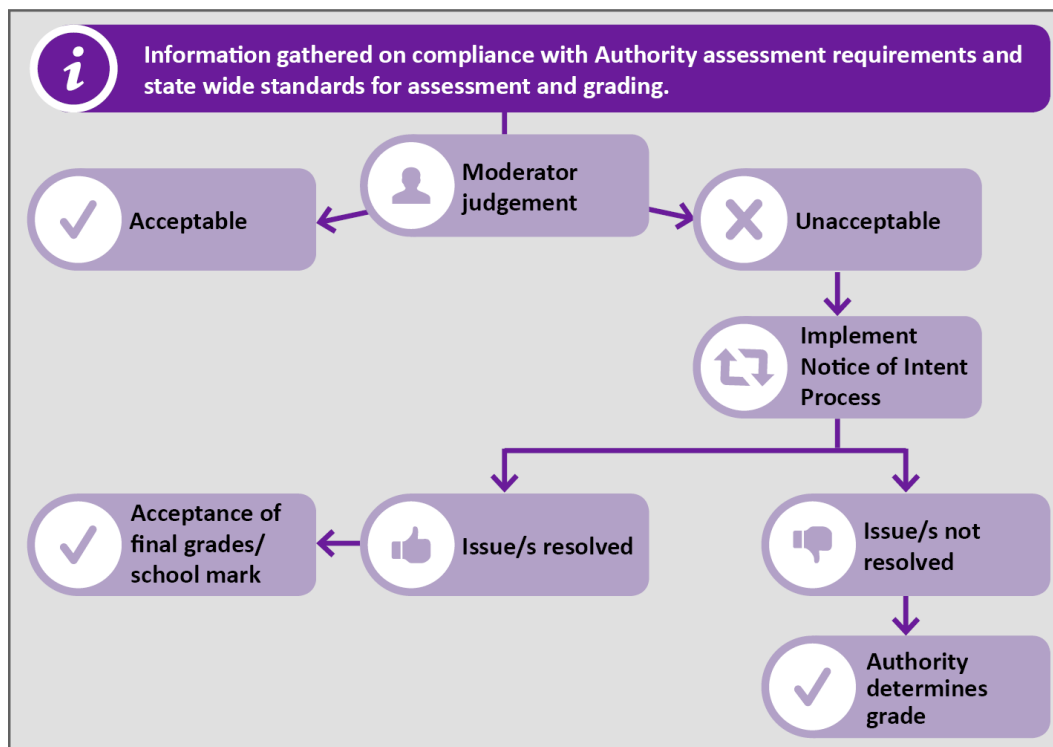 i
Information gathered on compliance with Authority assessment requirements and
state wide standards for assessment and grading.
Moderator
judgement
Acceptable
Unacceptable
Implement
Notice of Intent
Process
Acceptance of
final grades/
school mark
Issue/s resolved
Issue/s not
resolved
Authority
determines
grade